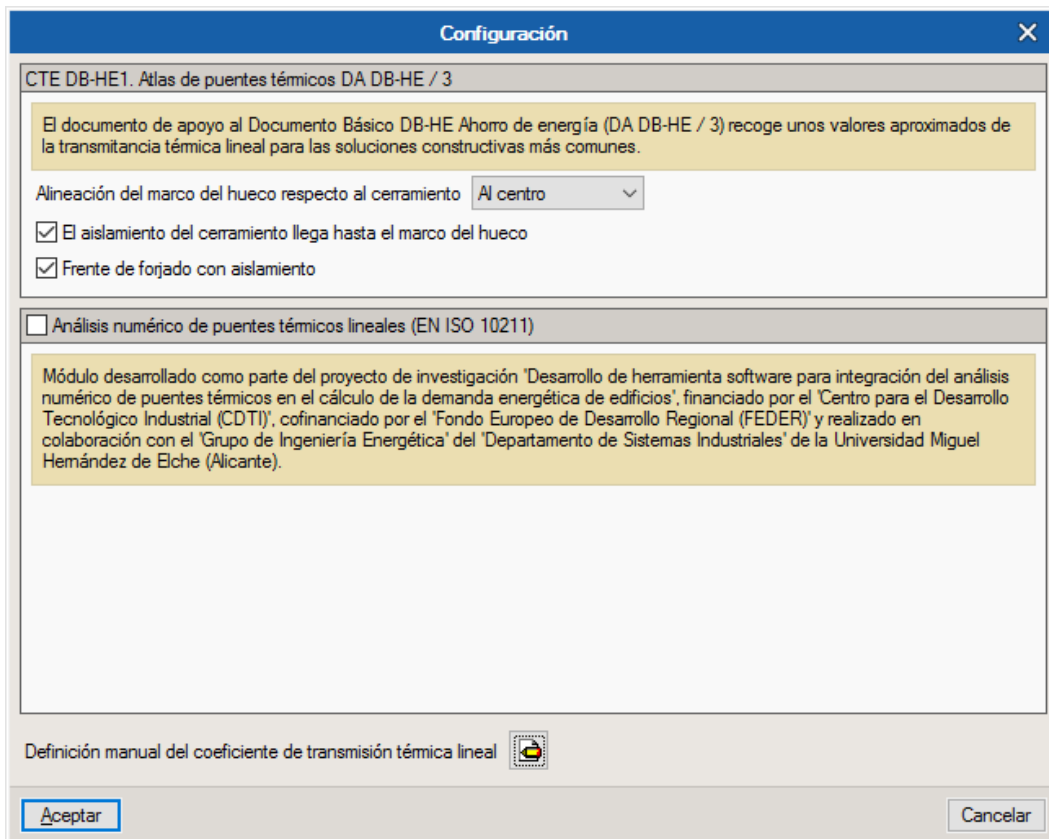 Configuración
CTE DB-HE1. Atlas de puentes térmicos DA DB-HE / 3
El documento de apoyo al Documento Básico DB-HE Ahorro de energía (DA DB-HE / 3) recoge unos valores aproximados de
la transmitancia térmica lineal para las soluciones constructivas más comunes.
Alineación del marco del hueco respecto al cerramiento Al centro
El aislamiento del cerramiento llega hasta el marco del hueco
Frente de forjado con aislamiento
Análisis numérico de puentes térmicos lineales (EN ISO 10211)
Módulo desarrollado como parte del proyecto de investigación 'Desarrollo de herramienta software para integración del análisis
numérico de puentes térmicos en el cálculo de la demanda energética de edificios', financiado por el 'Centro para el Desarrollo
Tecnológico Industrial (CDTI)', cofinanciado por el 'Fondo Europeo de Desarrollo Regional (FEDER)' y realizado en
colaboración con el 'Grupo de Ingeniería Energética' del 'Departamento de Sistemas Industriales' de la Universidad Miguel
Hernández de Elche (Alicante).
Definición manual del coeficiente de transmisión térmica lineal
Aceptar Cancelar